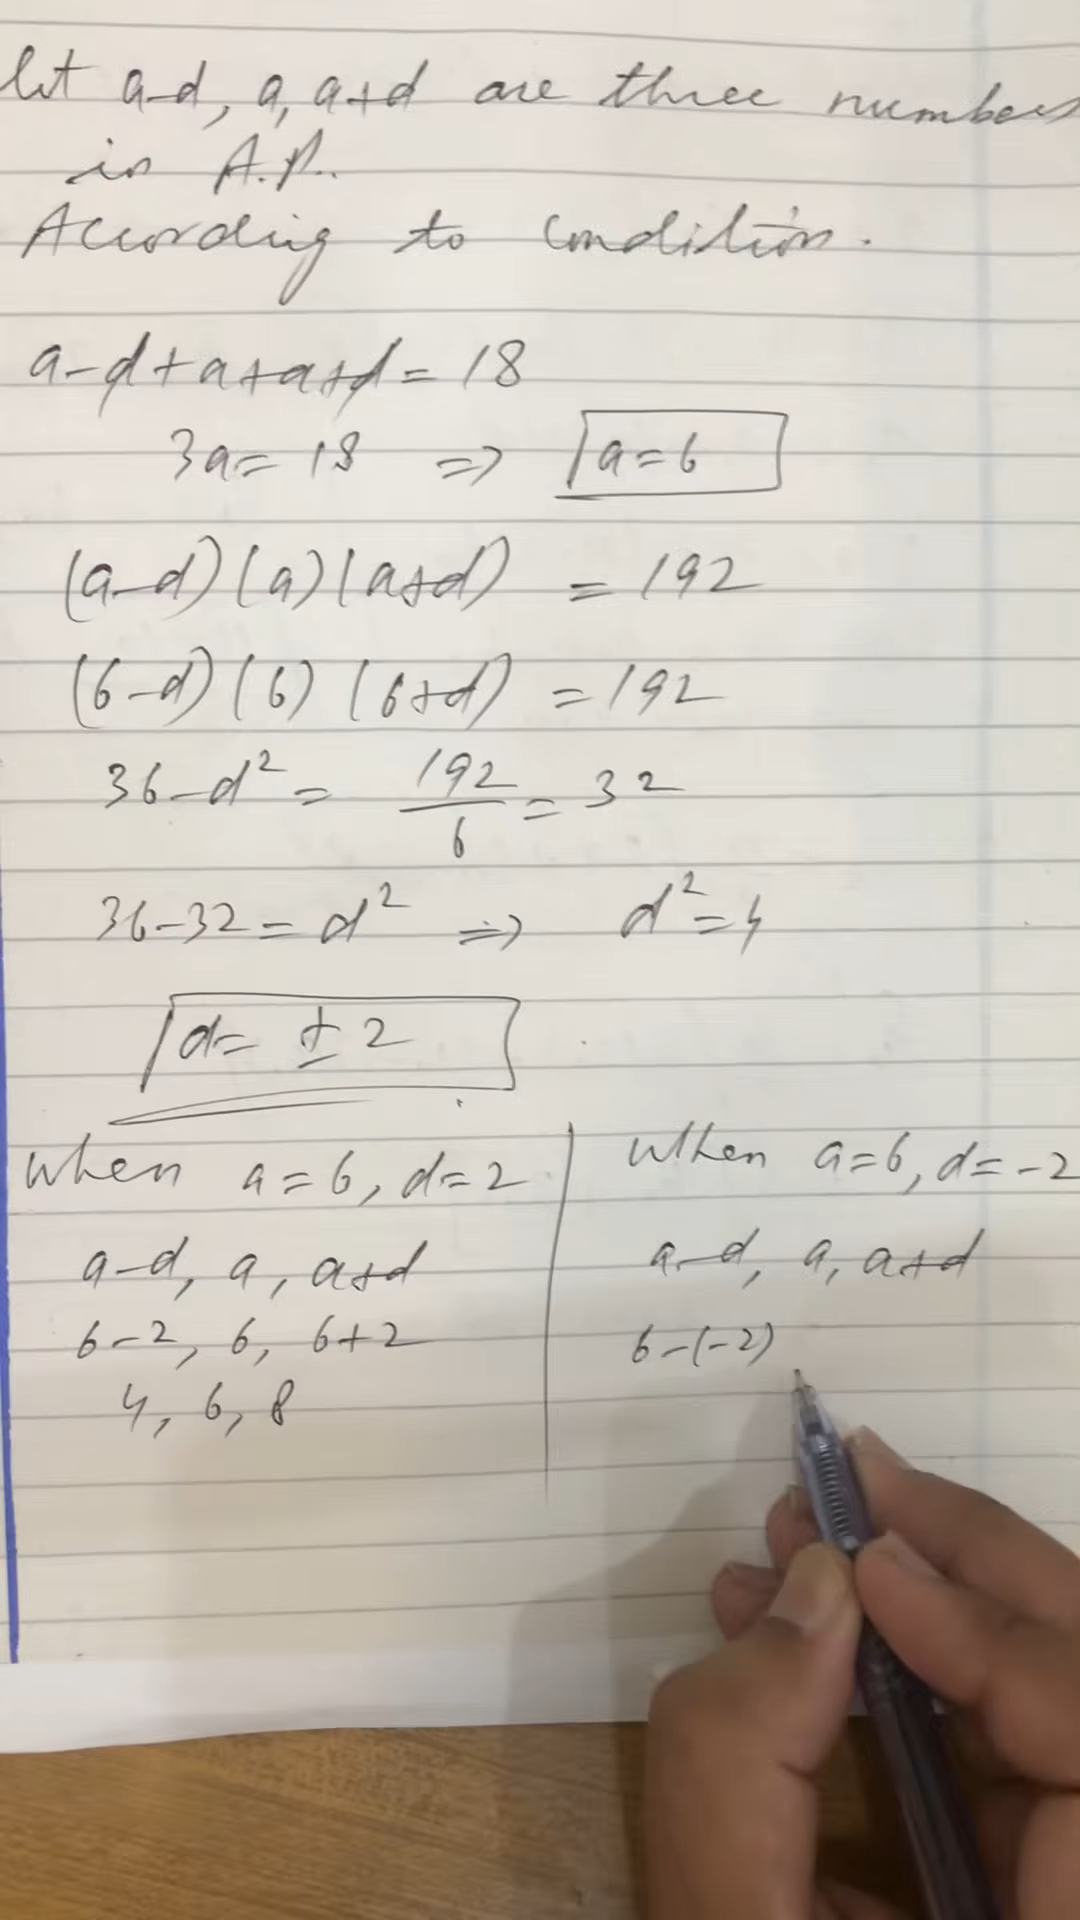 let a-d, a, a+d are three numbers
in A.P.
According to condition.
a-d+a+a+d = 18
3a = 18 => a = 6
(a-d)(a)(a+d) = 192
(6-d)(6)(6+d) = 192
36-d² = 192/6 = 32
36-32 = d² => d² = 4
d = ± 2
When a = 6, d = 2
a-d, a, a+d
6-2, 6, 6+2
4, 6, 8
When a=6, d=-2
a-d, a, a+d
6-(-2)